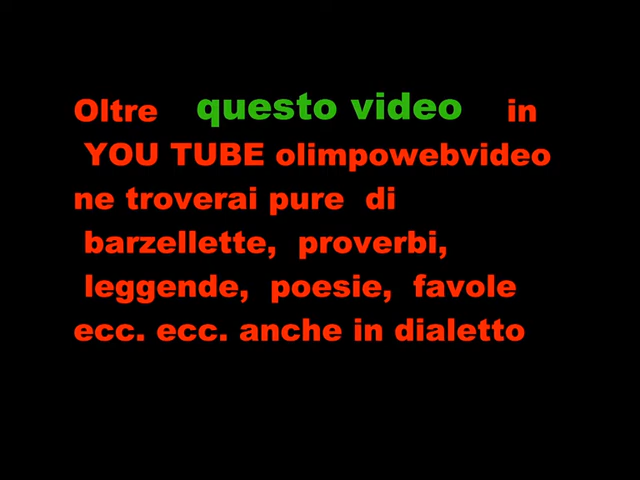 Oltre questo video in
YOU TUBE olimpowebvideo
ne troverai pure di
barzellette, proverbi,
leggende, poesie, favole
ecc. ecc. anche in dialetto